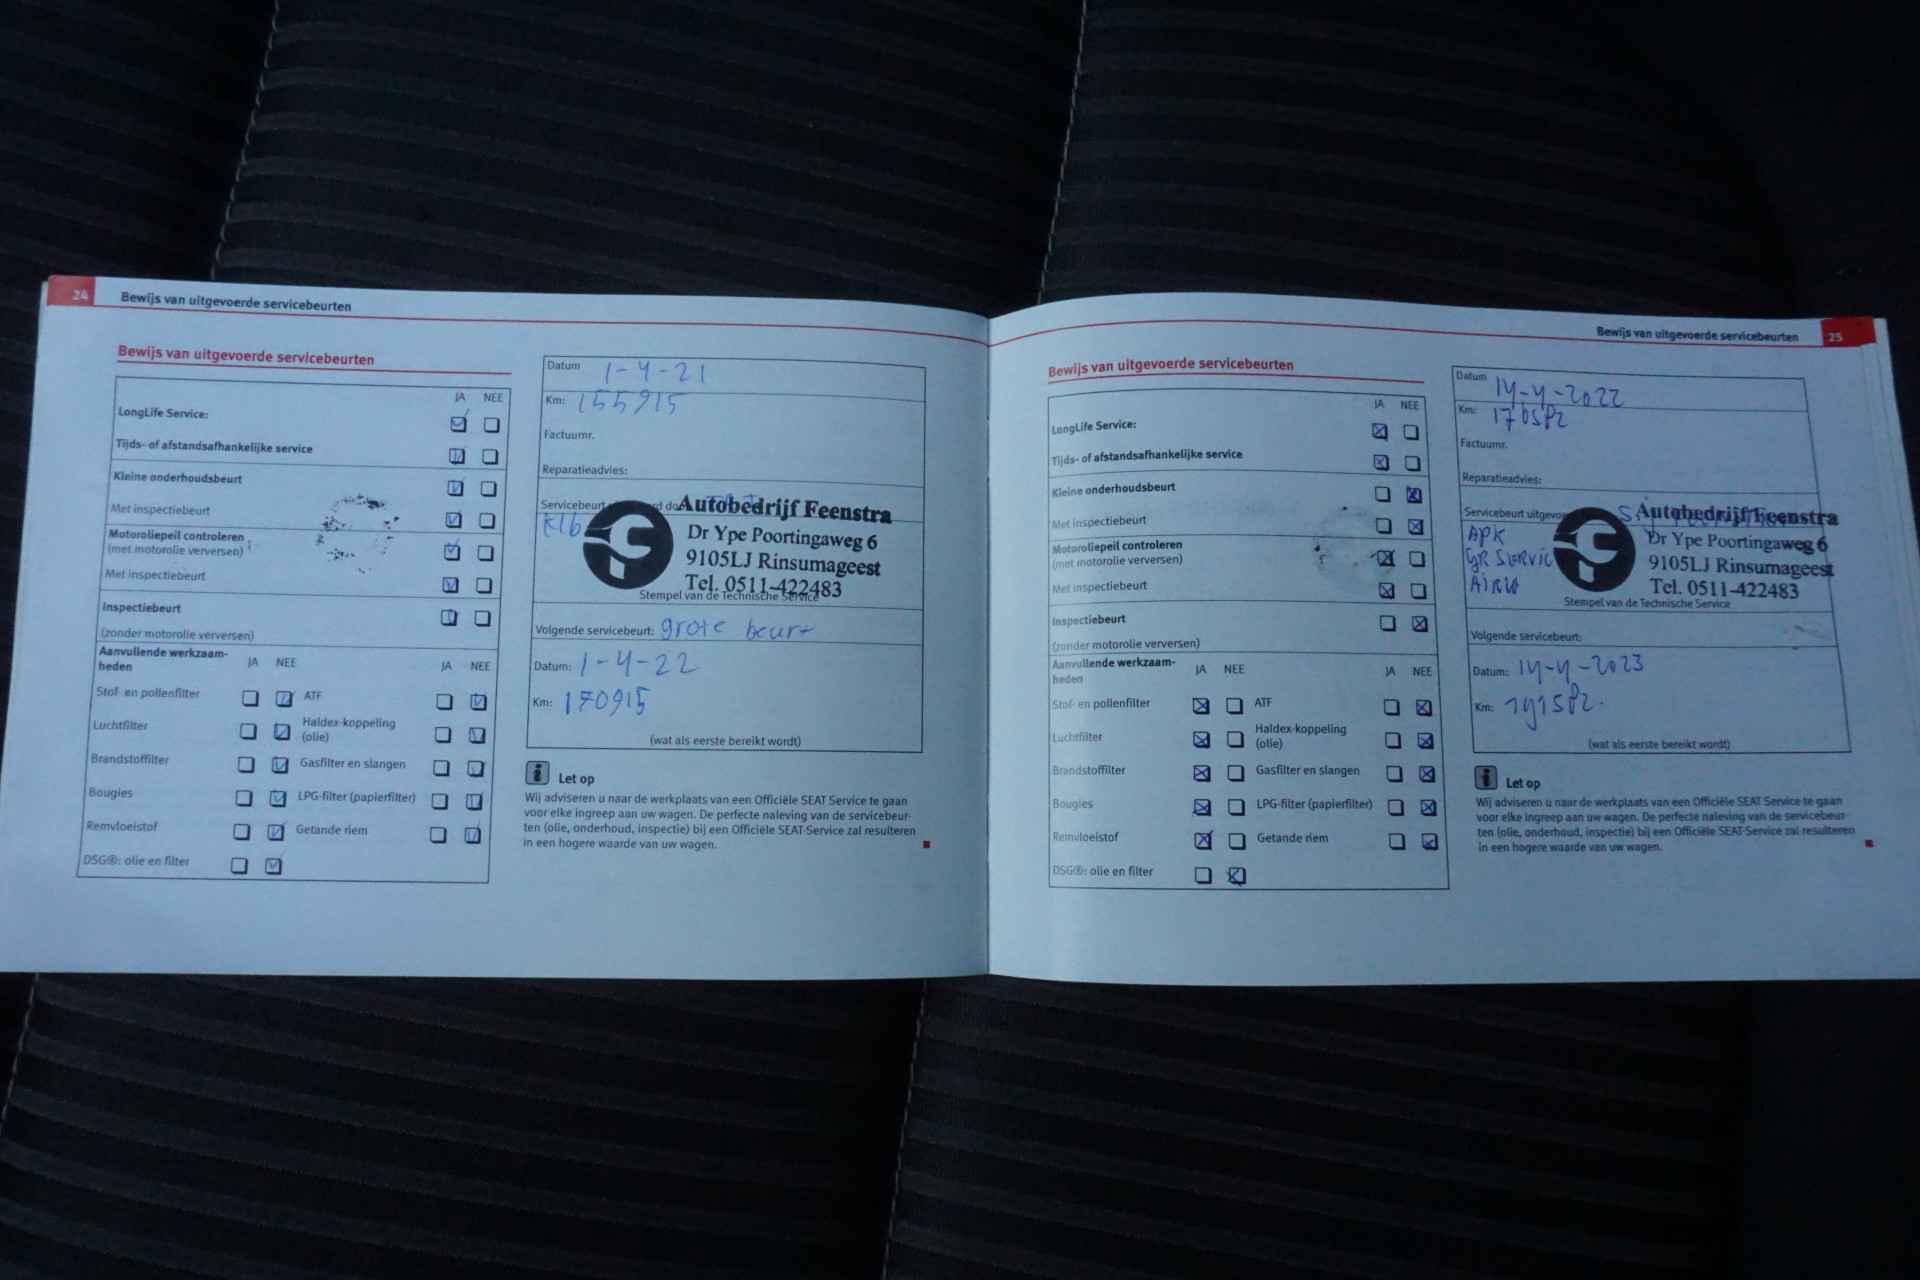 24 Bewijs van uitgevoerde servicebeurten
Bewijs van uitgevoerde servicebeurten
JA NEE
LongLife Service:
Tijds- of afstandsafhankelijke service
Kleine onderhoudsbeurt
Met inspectiebeurt
Motoroliepeil controleren
(met motorolie verversen)
Met inspectiebeurt
Inspectiebeurt
(zonder motorolie verversen)
Aanvullende werkzaam-
heden JA NEE JA NEE
Stof- en pollenfilter ATF
Luchtfilter Haldex-koppeling
(olie)
Brandstoffilter Gasfilter en slangen
Bougies LPG-filter (papierfilter)
Remvloeistof Getande riem
DSG®: olie en filter
Datum 1-4-21
Km: 155915
Factuurnr.
Reparatieadvies:
Servicebeurt
Klb
Autobedrijf Feenstra
Dr Ype Poortingaweg 6
9105LJ Rinsumageest
Tel. 0511-422483
Stempel van de Technische Service
Volgende servicebeurt: grote beurt
Datum: 1-4-22
Km: 170915
(wat als eerste bereikt wordt)
i Let op
Wij adviseren u naar de werkplaats van een Officiële SEAT Service te gaan
voor elke ingreep aan uw wagen. De perfecte naleving van de servicebeur-
ten (olie, onderhoud, inspectie) bij een Officiële SEAT-Service zal resulteren
in een hogere waarde van uw wagen.
Bewijs van uitgevoerde servicebeurten 25
Bewijs van uitgevoerde servicebeurten
JA NEE
LongLife Service:
Tijds- of afstandsafhankelijke service
Kleine onderhoudsbeurt
Met inspectiebeurt
Motoroliepeil controleren
(met motorolie verversen)
Met inspectiebeurt
Inspectiebeurt
(zonder motorolie verversen)
Aanvullende werkzaam-
heden JA NEE JA NEE
Stof- en pollenfilter ATF
Luchtfilter Haldex-koppeling
(olie)
Brandstoffilter Gasfilter en slangen
Bougies LPG-filter (papierfilter)
Remvloeistof Getande riem
DSG®: olie en filter
Datum 14-4-2022
Km:
Factuurnr.
Reparatieadvies:
Servicebeurt
APK
GR SERVIC
Autobedrijf Feenstra
Dr Ype Poortingaweg 6
9105LJ Rinsumageest
Tel. 0511-422483
Stempel van de Technische Service
Volgende servicebeurt:
Datum: 14-4-2023
Km:
(wat als eerste bereikt wordt)
i Let op
Wij adviseren u naar de werkplaats van een Officiële SEAT Service te gaan
voor elke ingreep aan uw wagen. De perfecte naleving van de servicebeur-
ten (olie, onderhoud, inspectie) bij een Officiële SEAT-Service zal resulteren
in een hogere waarde van uw wagen.